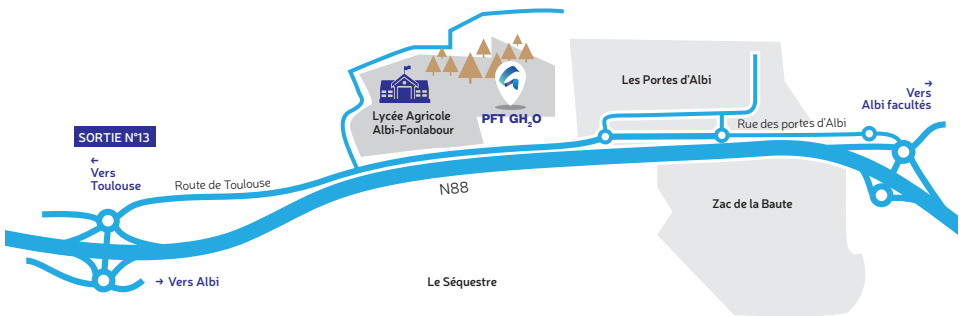 Les Portes d'Albi
→
Vers
Albi facultés
Lycée Agricole
Albi-Fonlabour
PFT GH₂O
Rue des portes d'Albi
SORTIE N°13
←
Vers
Toulouse
Route de Toulouse
N88
Zac de la Baute
→ Vers Albi
Le Séquestre